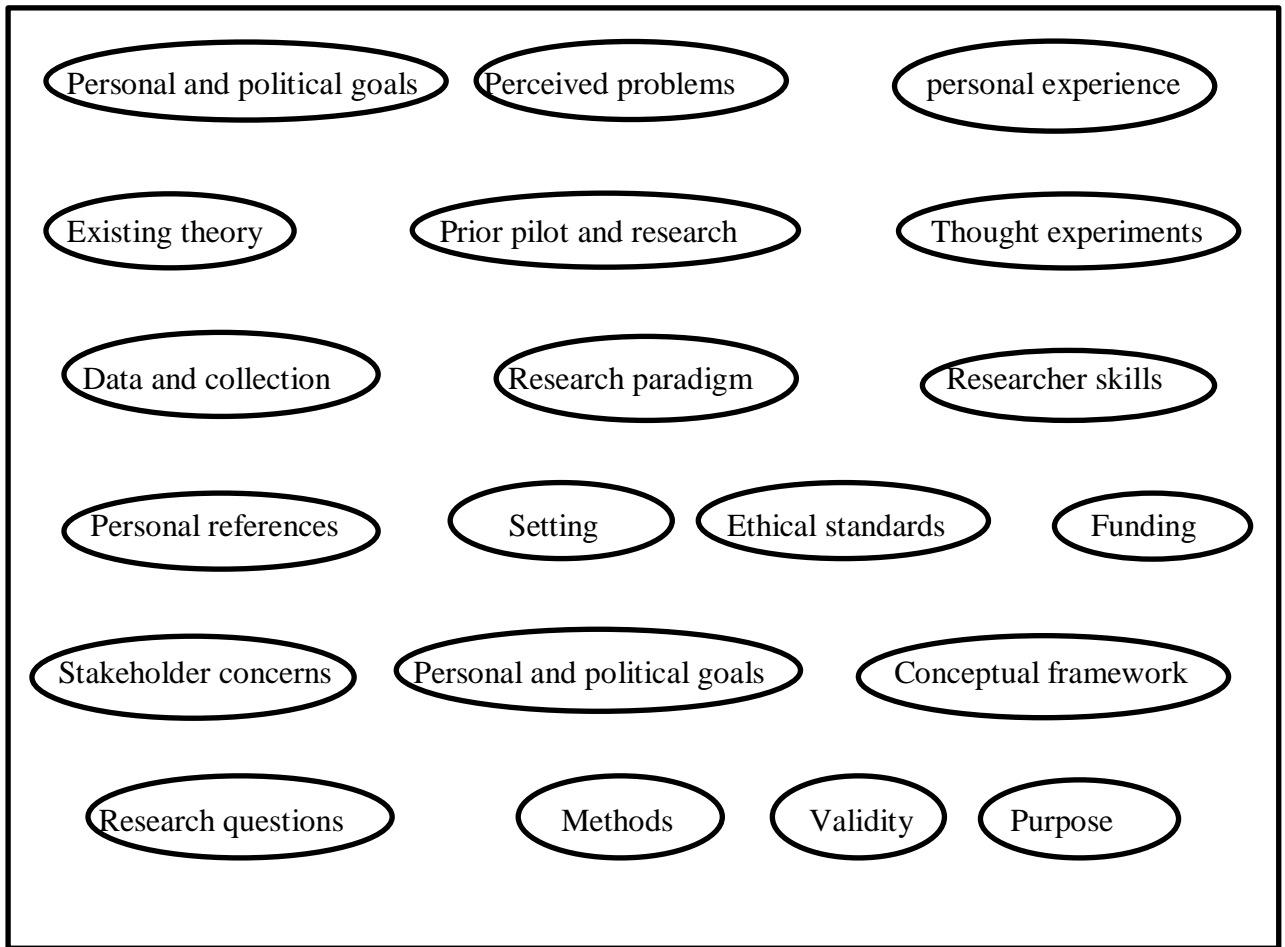 Personal and political goals
Perceived problems
personal experience
Existing theory
Prior pilot and research
Thought experiments
Data and collection
Research paradigm
Researcher skills
Personal references
Setting
Ethical standards
Funding
Stakeholder concerns
Personal and political goals
Conceptual framework
Research questions
Methods
Validity
Purpose